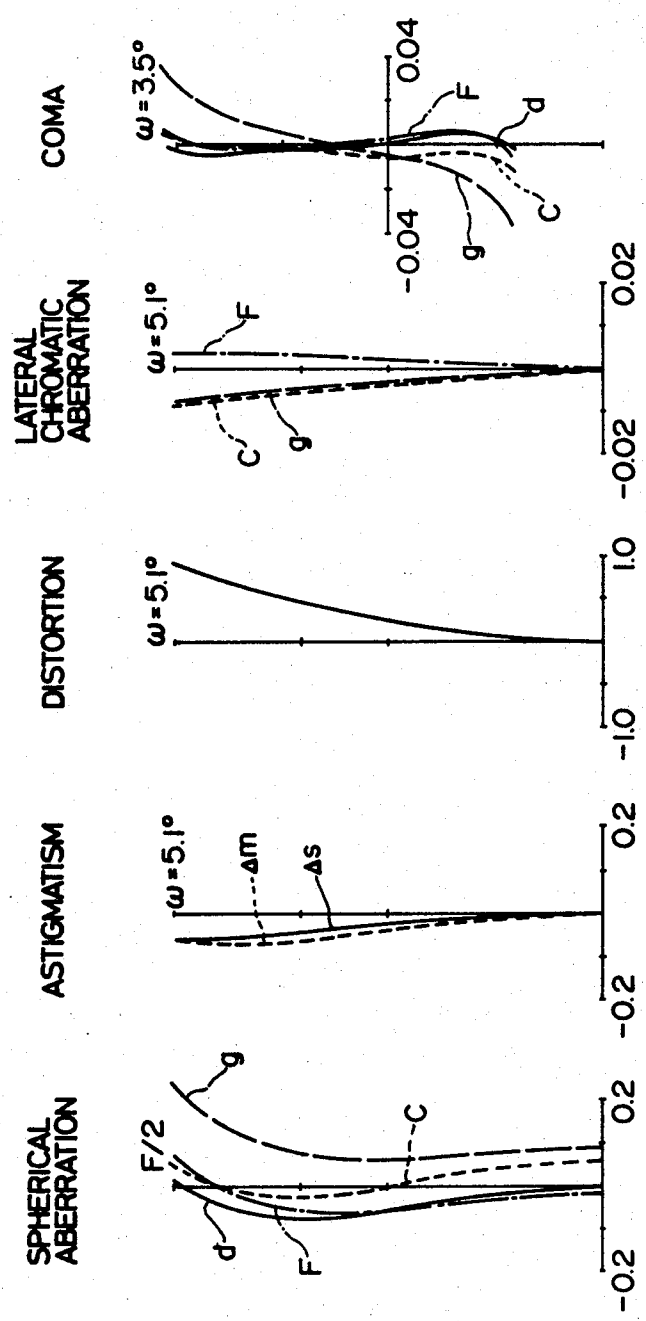 SPHERICAL
ABERRATION
F/2
g
d
F
C
-0.2
0.2
ASTIGMATISM
ω=5.1°
Δm
Δs
-0.2
0.2
DISTORTION
ω=5.1°
-1.0
1.0
LATERAL
CHROMATIC
ABERRATION
ω=5.1°
F
C
g
-0.02
0.02
COMA
ω=3.5°
0.04
-0.04
F
d
C
g